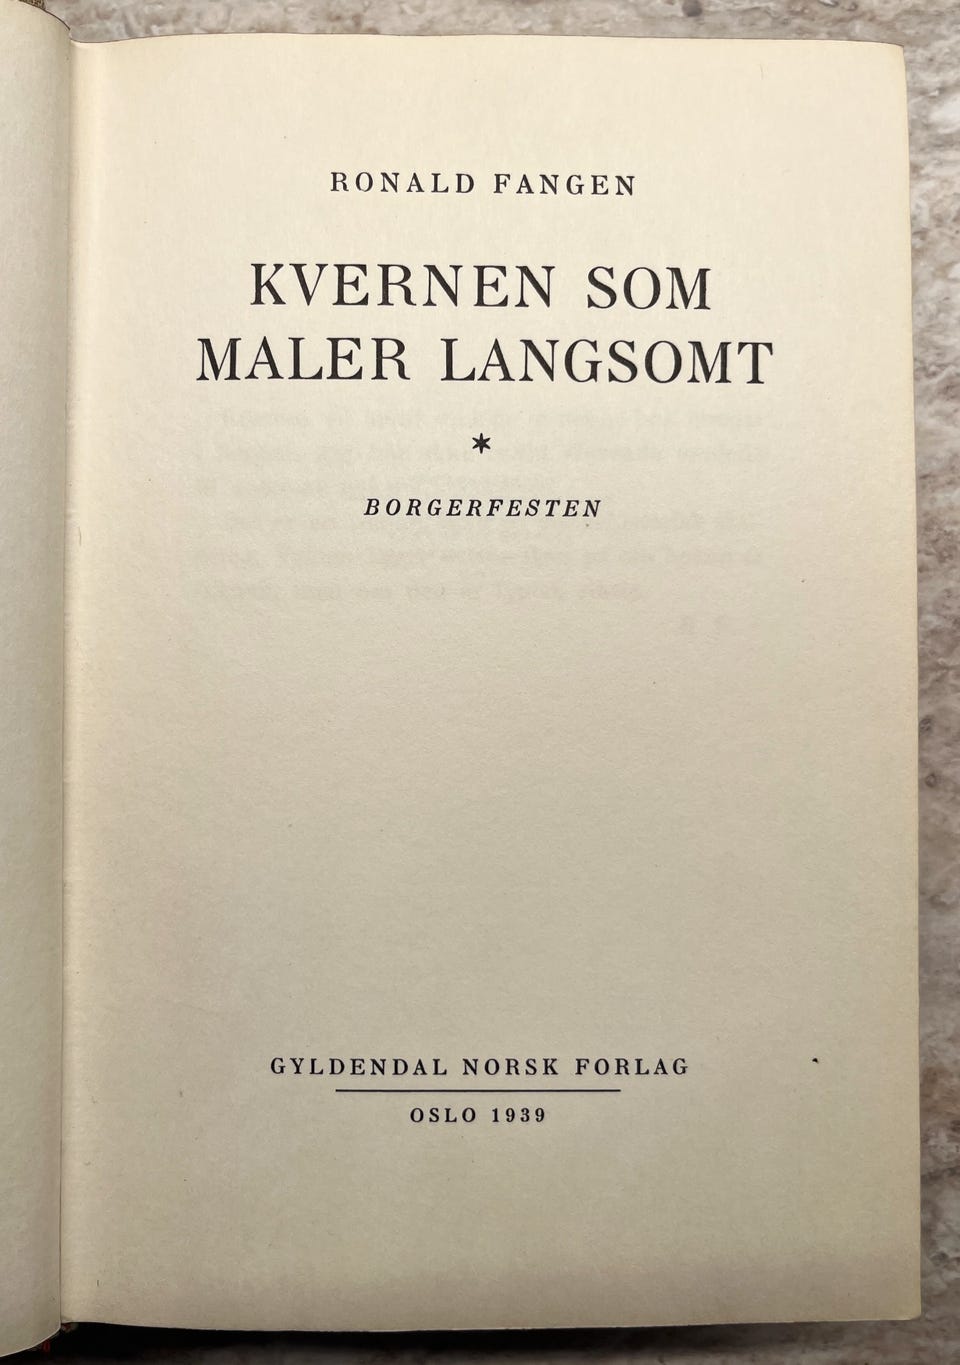 RONALD FANGEN
KVERNEN SOM
MALER LANGSOMT
*
BORGERFESTEN
GYLDENDAL NORSK FORLAG
OSLO 1939